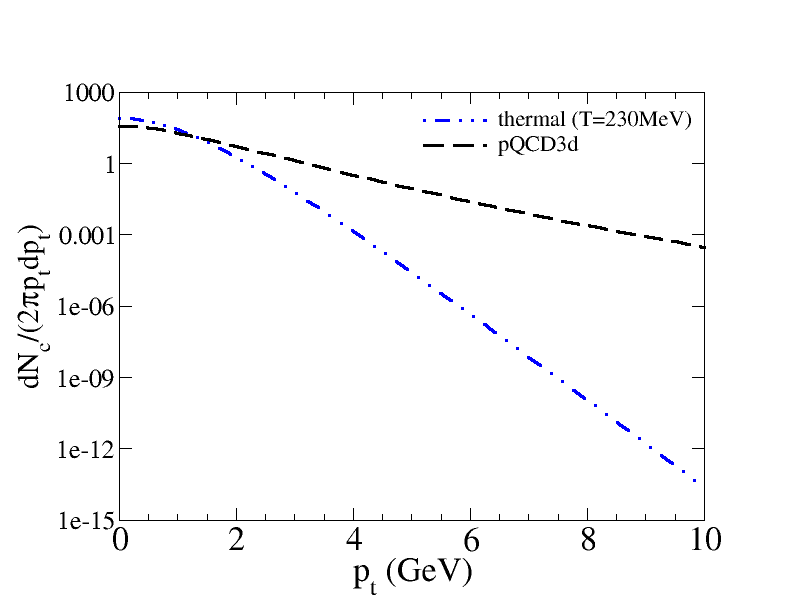 1000
1
0.001
1e-06
1e-09
1e-12
1e-15
dN_c/(2πp_tdp_t)
thermal (T=230MeV)
pQCD3d
0 2 4 6 8 10
p_t (GeV)